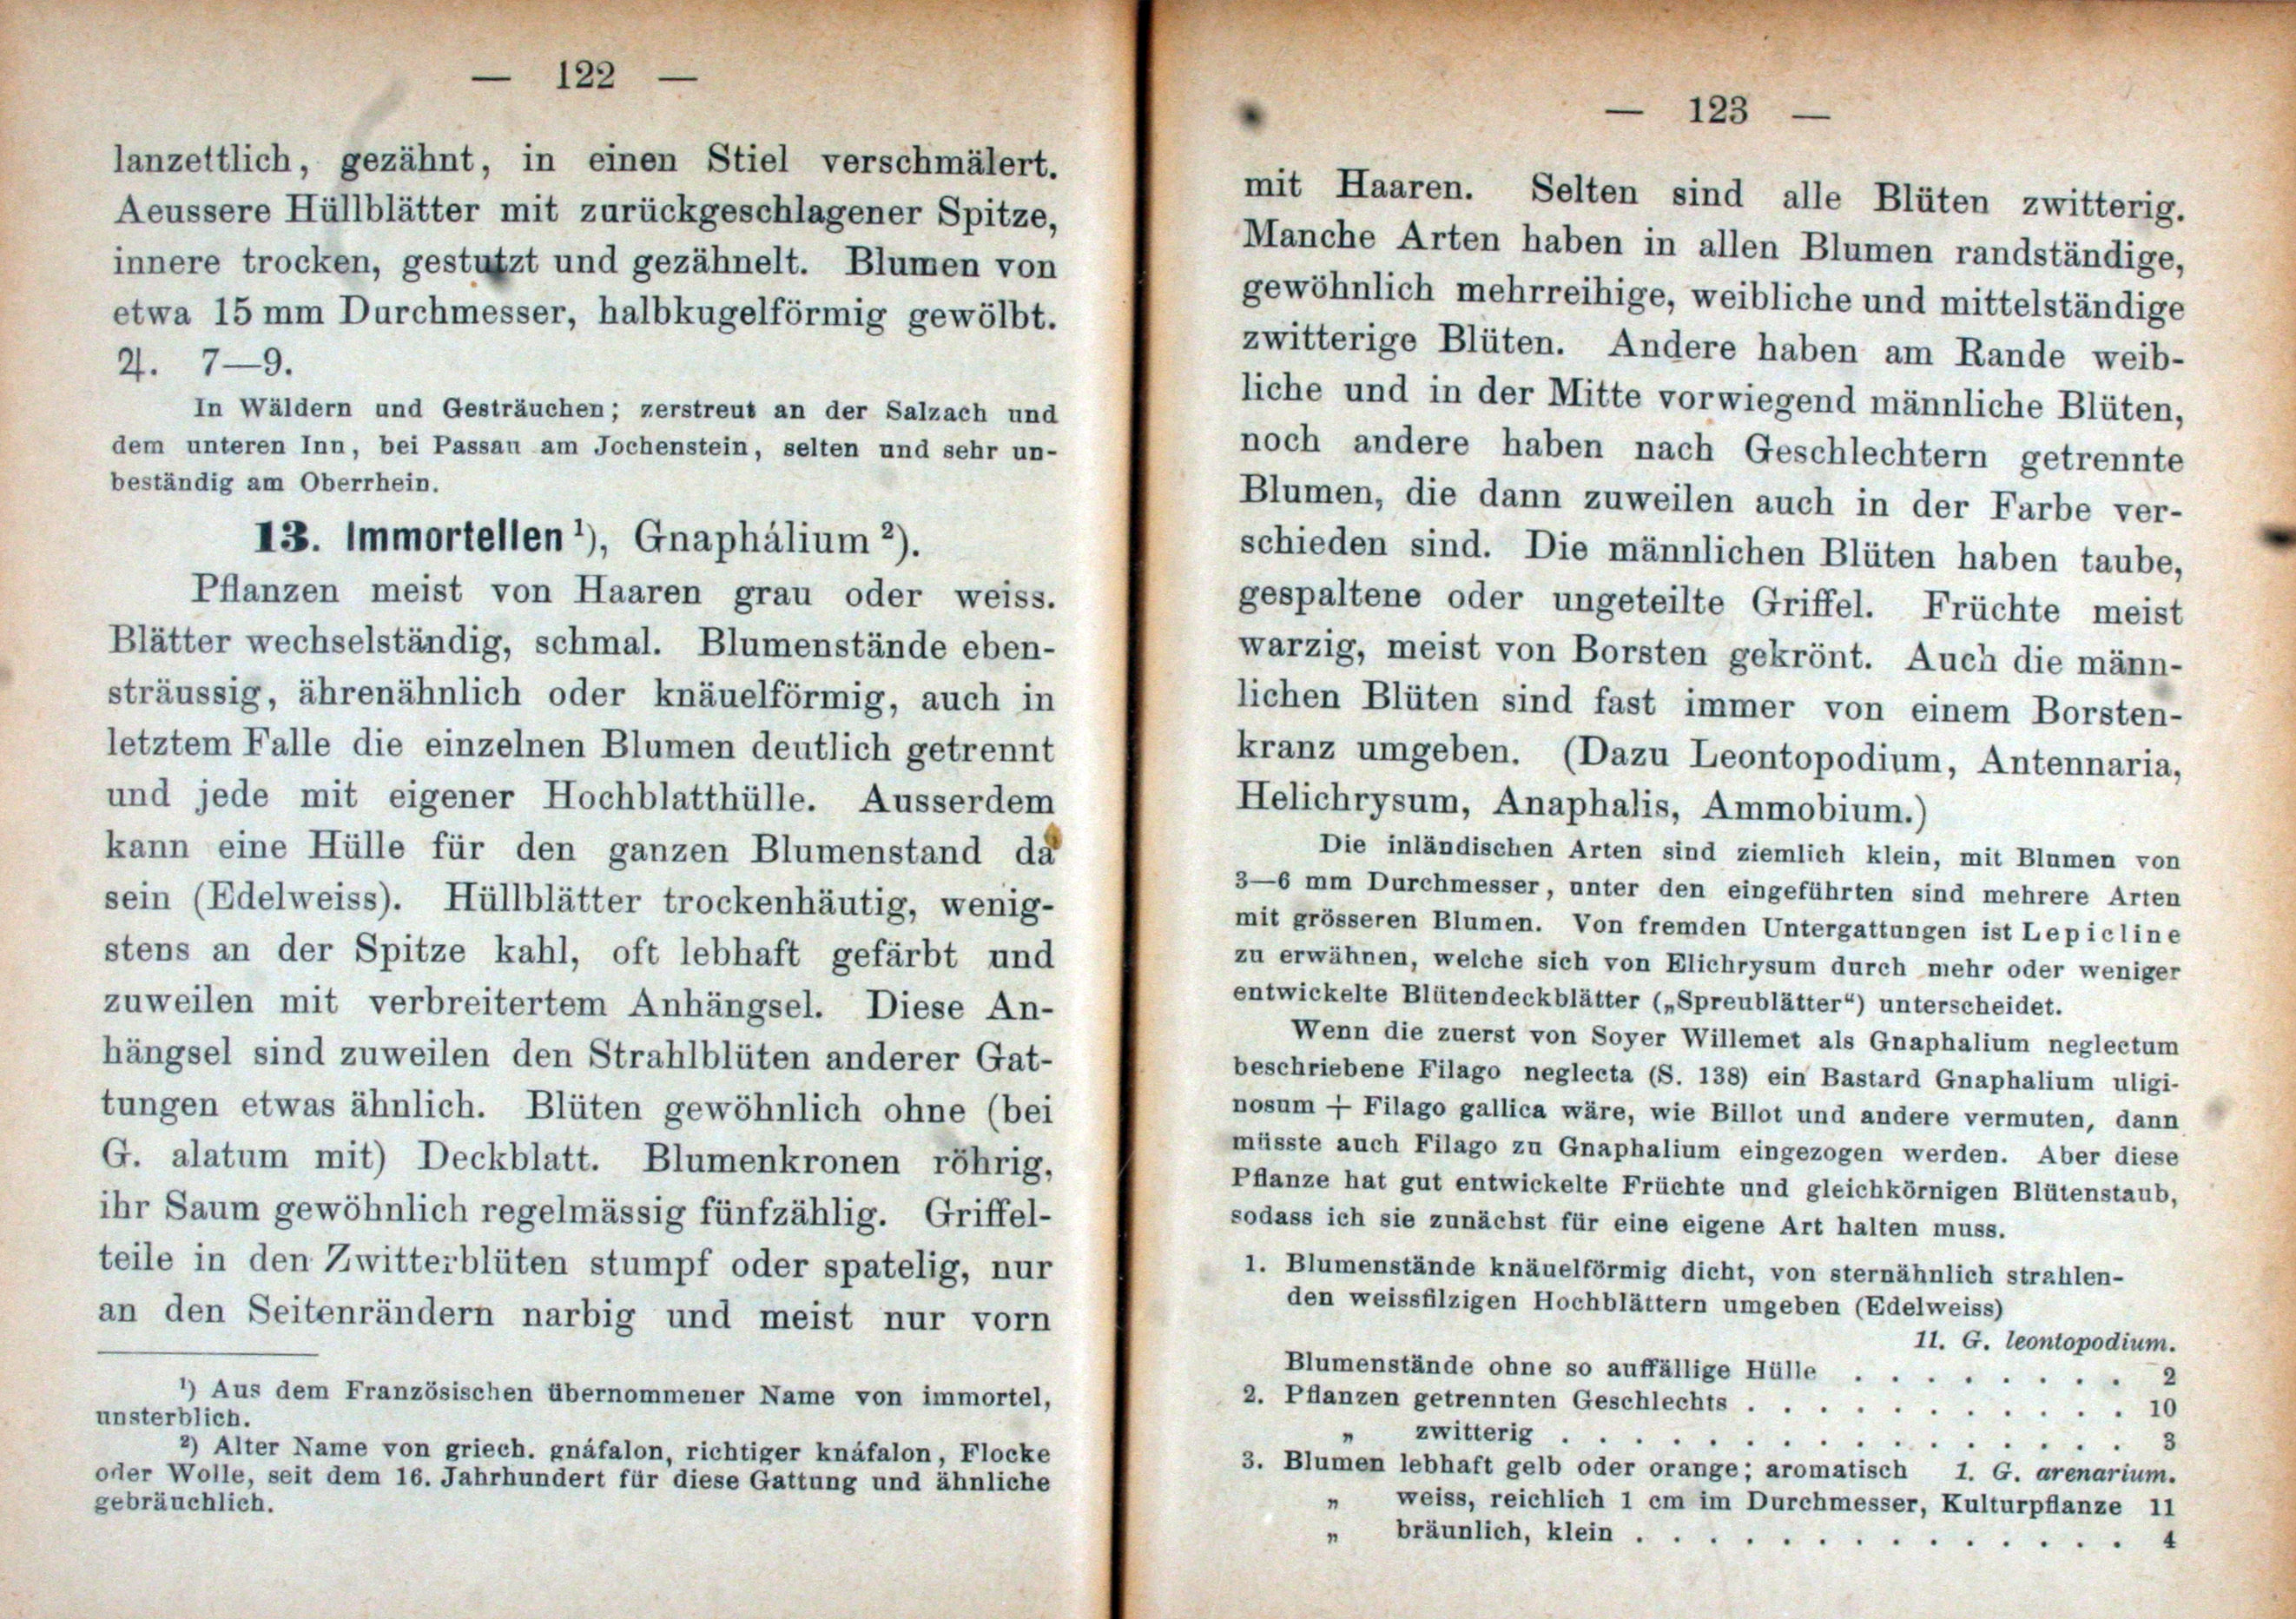 — 122 —
lanzettlich, gezähnt, in einen Stiel verschmälert.
Aeussere Hüllblätter mit zurückgeschlagener Spitze,
innere trocken, gestutzt und gezähnelt. Blumen von
etwa 15 mm Durchmesser, halbkugelförmig gewölbt.
♃. 7—9.
In Wäldern und Gesträuchen; zerstreut an der Salzach und
dem unteren Inn, bei Passau am Jochenstein, selten und sehr un-
beständig am Oberrhein.
13. Immortellen ¹), Gnaphálium ²).
Pflanzen meist von Haaren grau oder weiss.
Blätter wechselständig, schmal. Blumenstände eben-
sträussig, ährenähnlich oder knäuelförmig, auch in
letztem Falle die einzelnen Blumen deutlich getrennt
und jede mit eigener Hochblatthülle. Ausserdem
kann eine Hülle für den ganzen Blumenstand da
sein (Edelweiss). Hüllblätter trockenhäutig, wenig-
stens an der Spitze kahl, oft lebhaft gefärbt und
zuweilen mit verbreitertem Anhängsel. Diese An-
hängsel sind zuweilen den Strahlblüten anderer Gat-
tungen etwas ähnlich. Blüten gewöhnlich ohne (bei
G. alatum mit) Deckblatt. Blumenkronen röhrig,
ihr Saum gewöhnlich regelmässig fünfzählig. Griffel-
teile in den Zwitterblüten stumpf oder spatelig, nur
an den Seitenrändern narbig und meist nur vorn
¹) Aus dem Französischen übernommener Name von immortel,
unsterblich.
²) Alter Name von griech. gnáfalon, richtiger knáfalon, Flocke
oder Wolle, seit dem 16. Jahrhundert für diese Gattung und ähnliche
gebräuchlich.
— 123 —
mit Haaren. Selten sind alle Blüten zwitterig.
Manche Arten haben in allen Blumen randständige,
gewöhnlich mehrreihige, weibliche und mittelständige
zwitterige Blüten. Andere haben am Rande weib-
liche und in der Mitte vorwiegend männliche Blüten,
noch andere haben nach Geschlechtern getrennte
Blumen, die dann zuweilen auch in der Farbe ver-
schieden sind. Die männlichen Blüten haben taube,
gespaltene oder ungeteilte Griffel. Früchte meist
warzig, meist von Borsten gekrönt. Auch die männ-
lichen Blüten sind fast immer von einem Borsten-
kranz umgeben. (Dazu Leontopodium, Antennaria,
Helichrysum, Anaphalis, Ammobium.)
Die inländischen Arten sind ziemlich klein, mit Blumen von
3—6 mm Durchmesser, unter den eingeführten sind mehrere Arten
mit grösseren Blumen. Von fremden Untergattungen ist Lepicline
zu erwähnen, welche sich von Elichrysum durch mehr oder weniger
entwickelte Blütendeckblätter („Spreublätter“) unterscheidet.
Wenn die zuerst von Soyer Willemet als Gnaphalium neglectum
beschriebene Filago neglecta (S. 138) ein Bastard Gnaphalium uligi-
nosum + Filago gallica wäre, wie Billot und andere vermuten, dann
müsste auch Filago zu Gnaphalium eingezogen werden. Aber diese
Pflanze hat gut entwickelte Früchte und gleichkörnigen Blütenstaub,
sodass ich sie zunächst für eine eigene Art halten muss.
1. Blumenstände knäuelförmig dicht, von sternähnlich strahlen-
den weissfilzigen Hochblättern umgeben (Edelweiss)
11. G. leontopodium.
Blumenstände ohne so auffällige Hülle . . . . . . . . 2
2. Pflanzen getrennten Geschlechts . . . . . . . . . . . 10
„ zwitterig . . . . . . . . . . . . . . . . 3
3. Blumen lebhaft gelb oder orange; aromatisch 1. G. arenarium.
„ weiss, reichlich 1 cm im Durchmesser, Kulturpflanze 11
„ bräunlich, klein . . . . . . . . . . . . . . 4